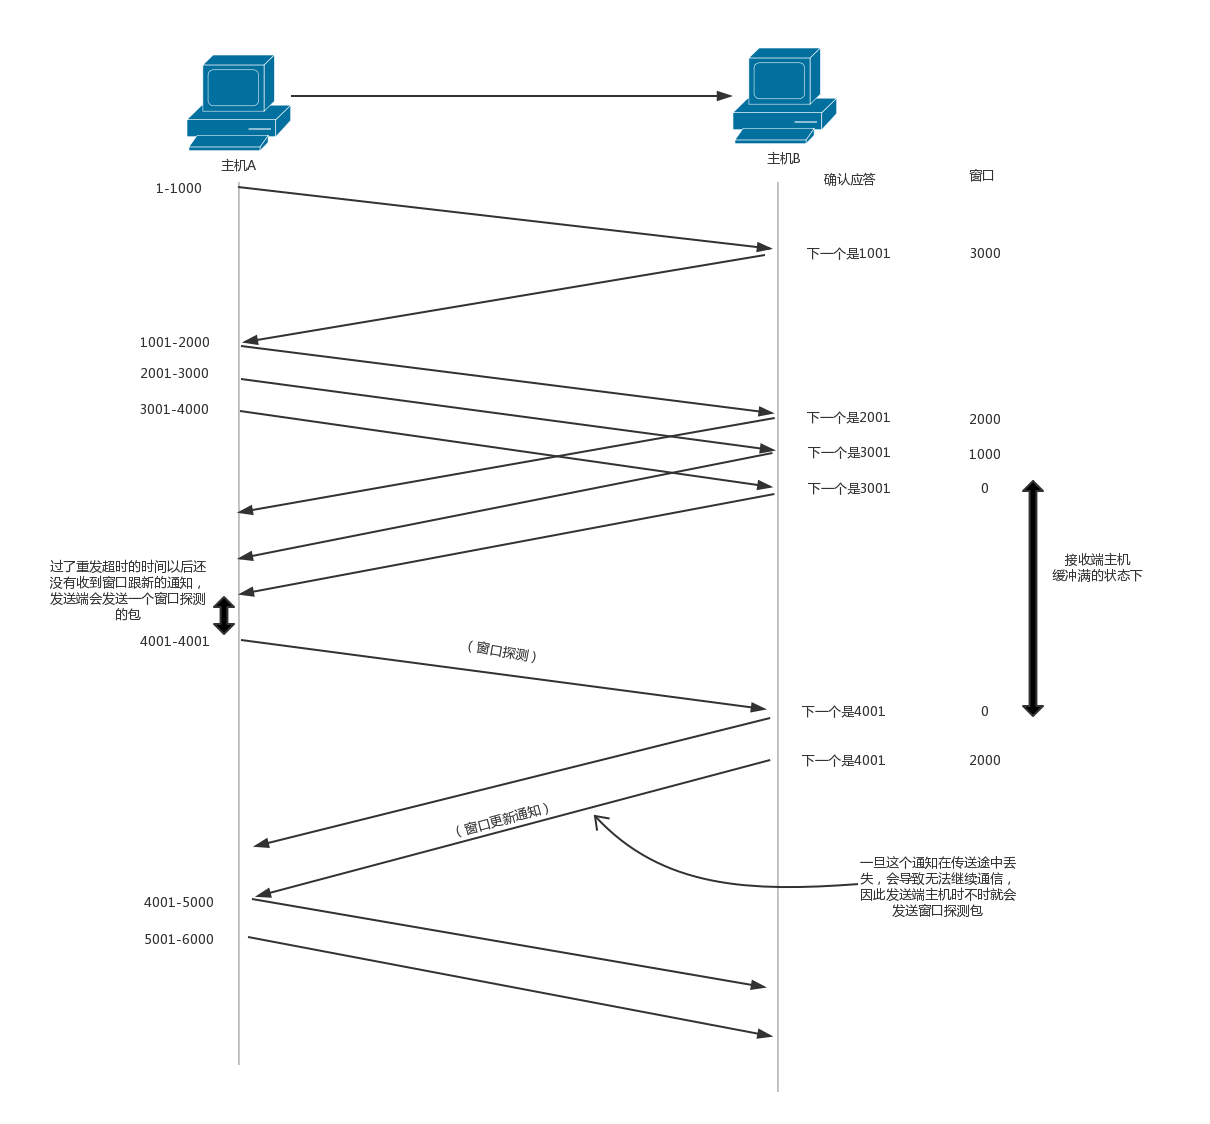 主机A
主机B
确认应答
窗口
1-1000
下一个是1001
3000
1001-2000
2001-3000
3001-4000
下一个是2001
2000
下一个是3001
1000
下一个是3001
0
接收端主机
缓冲满的状态下
过了重发超时的时间以后还
没有收到窗口跟新的通知，
发送端会发送一个窗口探测
的包
4001-4001
（窗口探测）
下一个是4001
0
下一个是4001
2000
（窗口更新通知）
一旦这个通知在传送途中丢
失，会导致无法继续通信，
因此发送端主机时不时就会
发送窗口探测包
4001-5000
5001-6000